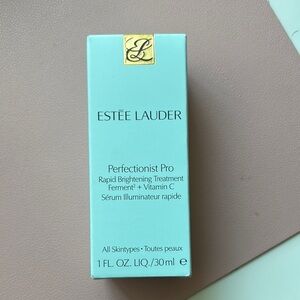 EL
ESTĒE LAUDER
Perfectionist Pro
Rapid Brightening Treatment
Ferment² + Vitamin C
Sérum Illuminateur rapide
All Skintypes • Toutes peaux
1 FL. OZ. LIQ./30 ml e